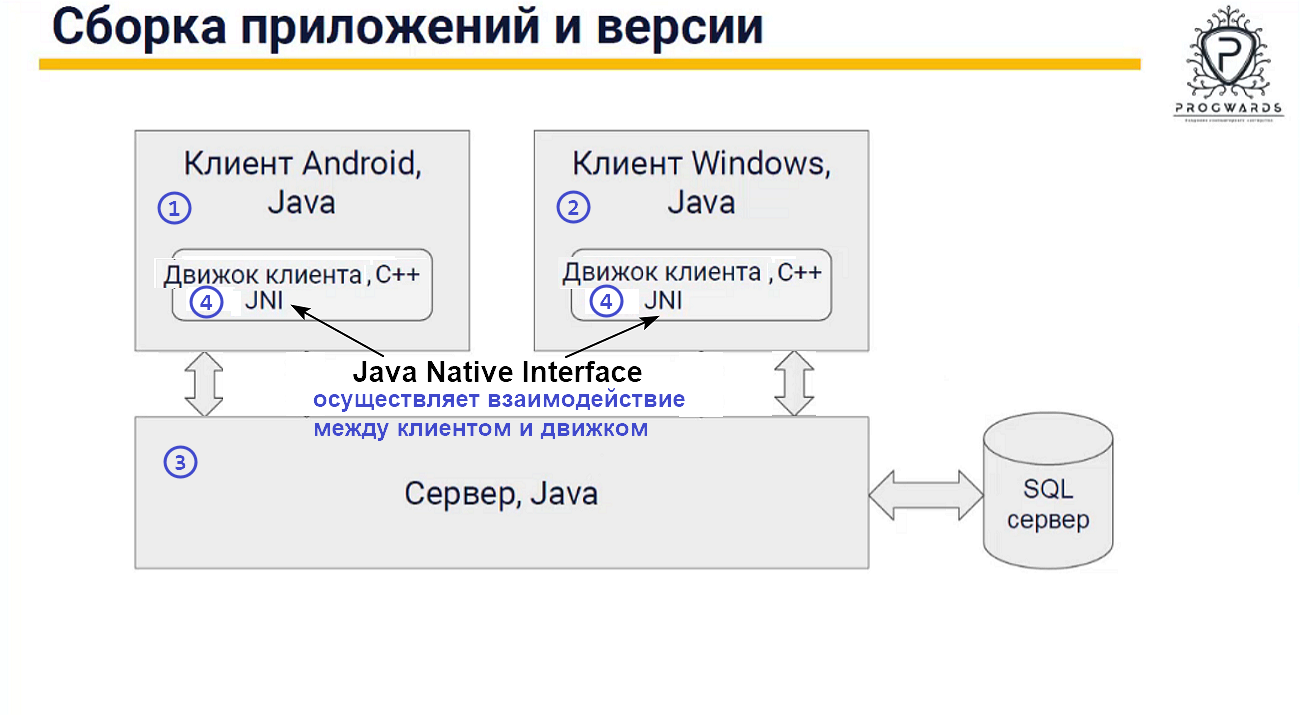 Сборка приложений и версии
PROGWARDS
Клиент Android,
Java
1
Движок клиента , C++
4 JNI
Клиент Windows,
Java
2
Движок клиента , C++
4 JNI
Java Native Interface
осуществляет взаимодействие
между клиентом и движком
3
Сервер, Java
SQL
сервер